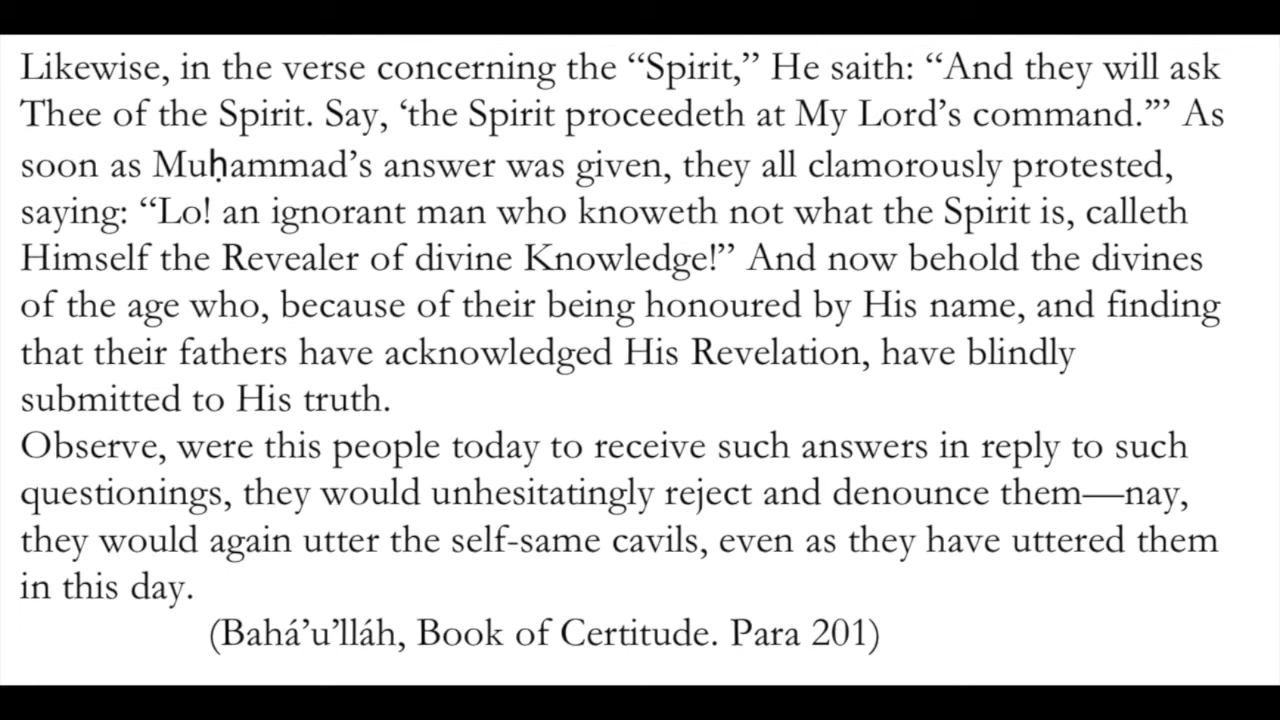 Likewise, in the verse concerning the “Spirit,” He saith: “And they will ask
Thee of the Spirit. Say, ‘the Spirit proceedeth at My Lord’s command.”’ As
soon as Muḥammad’s answer was given, they all clamorously protested,
saying: “Lo! an ignorant man who knoweth not what the Spirit is, calleth
Himself the Revealer of divine Knowledge!” And now behold the divines
of the age who, because of their being honoured by His name, and finding
that their fathers have acknowledged His Revelation, have blindly
submitted to His truth.
Observe, were this people today to receive such answers in reply to such
questionings, they would unhesitatingly reject and denounce them—nay,
they would again utter the self-same cavils, even as they have uttered them
in this day.
(Bahá’u’lláh, Book of Certitude. Para 201)